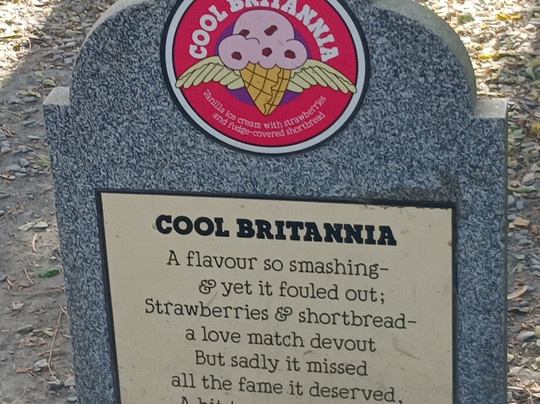 COOL BRITANNIA
Vanilla ice cream with strawberries
and fudge-covered shortbread
COOL BRITANNIA
A flavour so smashing-
& yet it fouled out;
Strawberries & shortbread-
a love match devout
But sadly it missed
all the fame it deserved,
A bit